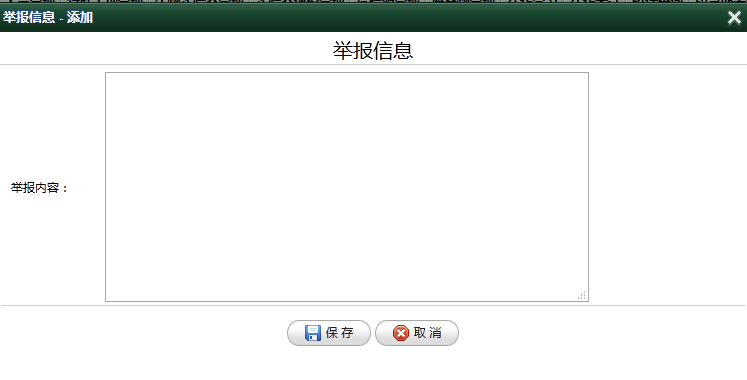 举报信息 - 添加
举报信息
举报内容：
保 存
取 消